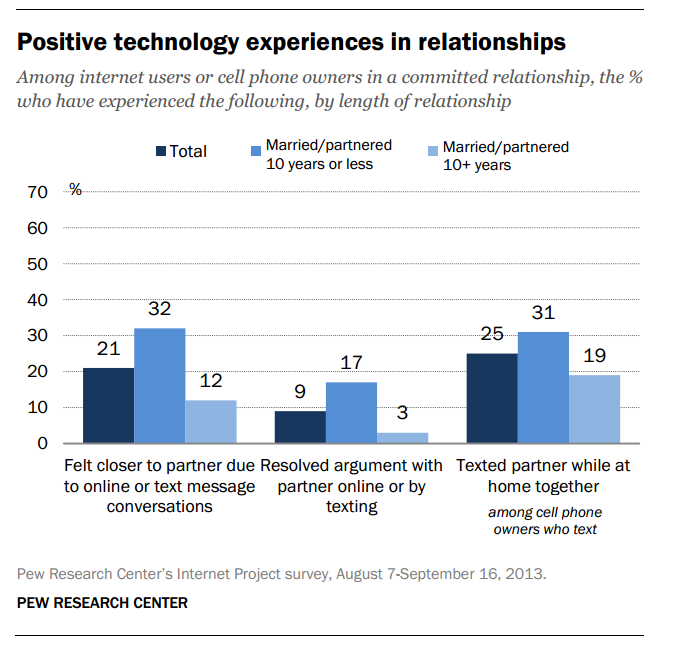 Positive technology experiences in relationships
Among internet users or cell phone owners in a committed relationship, the %
who have experienced the following, by length of relationship
Total
Married/partnered
10 years or less
Married/partnered
10+ years
%
70
60
50
40
30
20
10
0
21
32
12
9
17
3
25
31
19
Felt closer to partner due
to online or text message
conversations
Resolved argument with
partner online or by
texting
Texted partner while at
home together
among cell phone
owners who text
Pew Research Center's Internet Project survey, August 7-September 16, 2013.
PEW RESEARCH CENTER